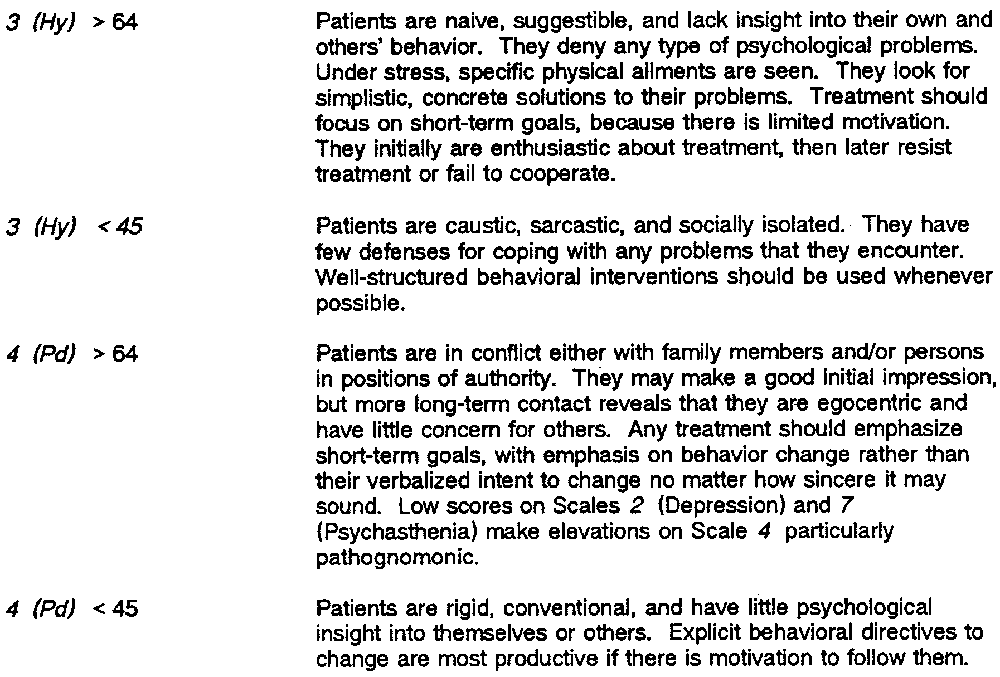 3 (Hy) > 64 Patients are naive, suggestible, and lack insight into their own and
others' behavior. They deny any type of psychological problems.
Under stress, specific physical ailments are seen. They look for
simplistic, concrete solutions to their problems. Treatment should
focus on short-term goals, because there is limited motivation.
They initially are enthusiastic about treatment, then later resist
treatment or fail to cooperate.
3 (Hy) < 45 Patients are caustic, sarcastic, and socially isolated. They have
few defenses for coping with any problems that they encounter.
Well-structured behavioral interventions should be used whenever
possible.
4 (Pd) > 64 Patients are in conflict either with family members and/or persons
in positions of authority. They may make a good initial impression,
but more long-term contact reveals that they are egocentric and
have little concern for others. Any treatment should emphasize
short-term goals, with emphasis on behavior change rather than
their verbalized intent to change no matter how sincere it may
sound. Low scores on Scales 2 (Depression) and 7
(Psychasthenia) make elevations on Scale 4 particularly
pathognomonic.
4 (Pd) < 45 Patients are rigid, conventional, and have little psychological
insight into themselves or others. Explicit behavioral directives to
change are most productive if there is motivation to follow them.